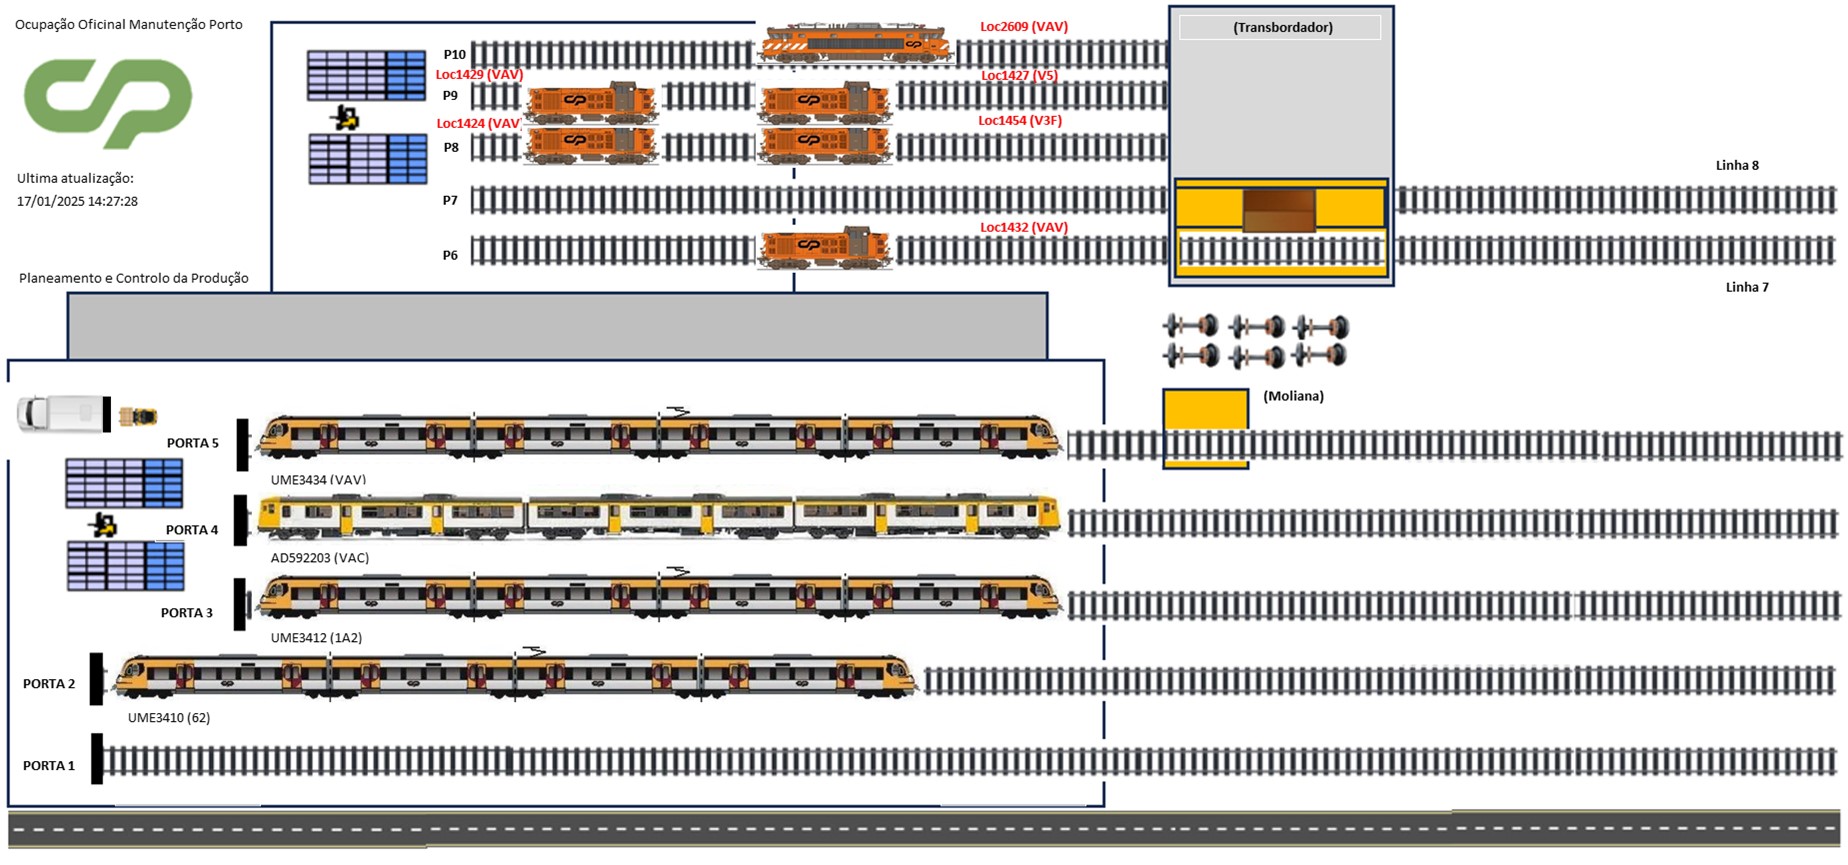 Ocupação Oficinal Manutenção Porto
CP
Ultima atualização:
17/01/2025 14:27:28
Planeamento e Controlo da Produção
P10
Loc2609 (VAV)
Loc1429 (VAV)
Loc1427 (V5)
P9
Loc1424 (VAV)
Loc1454 (V3F)
P8
P7
Loc1432 (VAV)
P6
(Transbordador)
Linha 8
Linha 7
(Moliana)
PORTA 5
UME3434 (VAV)
PORTA 4
AD592203 (VAC)
PORTA 3
UME3412 (1A2)
PORTA 2
UME3410 (62)
PORTA 1